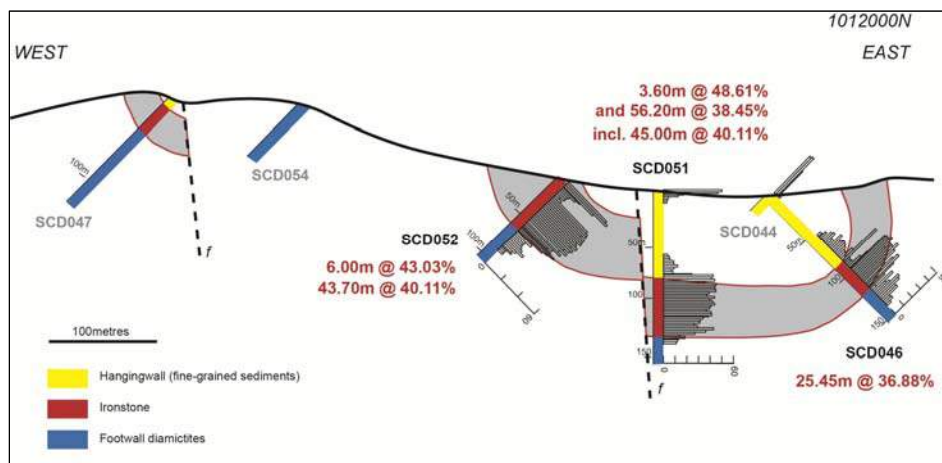 1012000N
WEST
EAST
3.60m @ 48.61%
and 56.20m @ 38.45%
incl. 45.00m @ 40.11%
SCD051
100m
SCD047
SCD054
f
SCD052
6.00m @ 43.03%
43.70m @ 40.11%
50m
100m
0
60
50m
100
150
0
60
f
SCD044
50m
100
150
0
SCD046
25.45m @ 36.88%
100metres
Hangingwall (fine-grained sediments)
Ironstone
Footwall diamictites